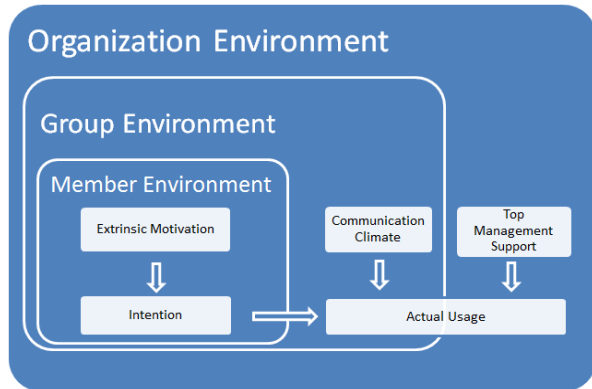 Organization Environment
Group Environment
Member Environment
Extrinsic Motivation
Communication
Climate
Top
Management
Support
Intention
Actual Usage